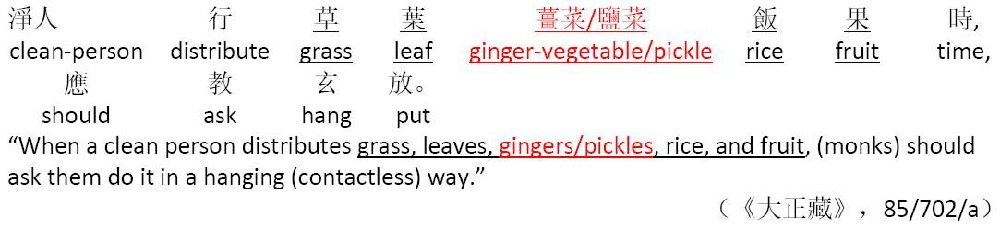 淨人 行 草 葉 薑菜/鹽菜 飯 果 時,
clean-person distribute grass leaf ginger-vegetable/pickle rice fruit time,
應 教 玄 放。
should ask hang put
“When a clean person distributes grass, leaves, gingers/pickles, rice, and fruit, (monks) should
ask them do it in a hanging (contactless) way.”
（《大正藏》，85/702/a）